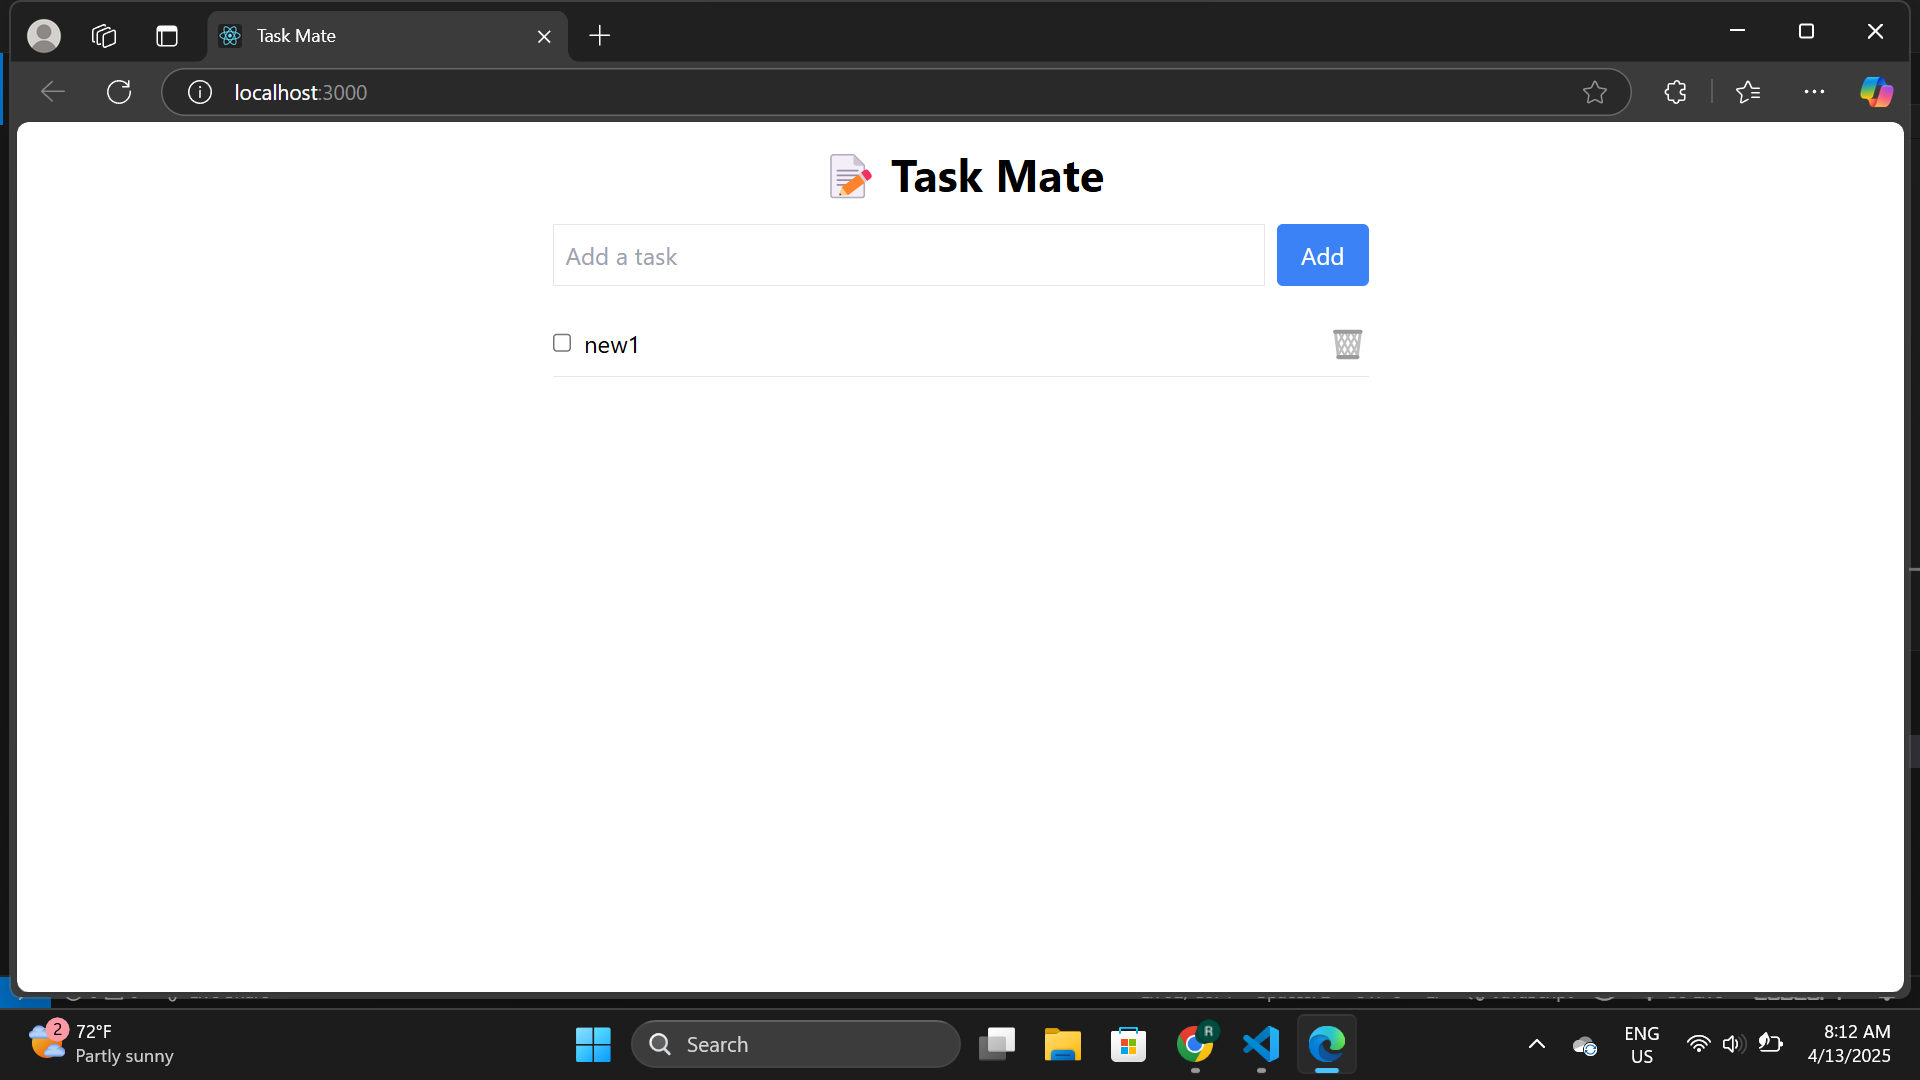 Task Mate
localhost:3000
Task Mate
Add a task
Add
new1
2
72°F
Partly sunny
Search
R
ENG
US
8:12 AM
4/13/2025